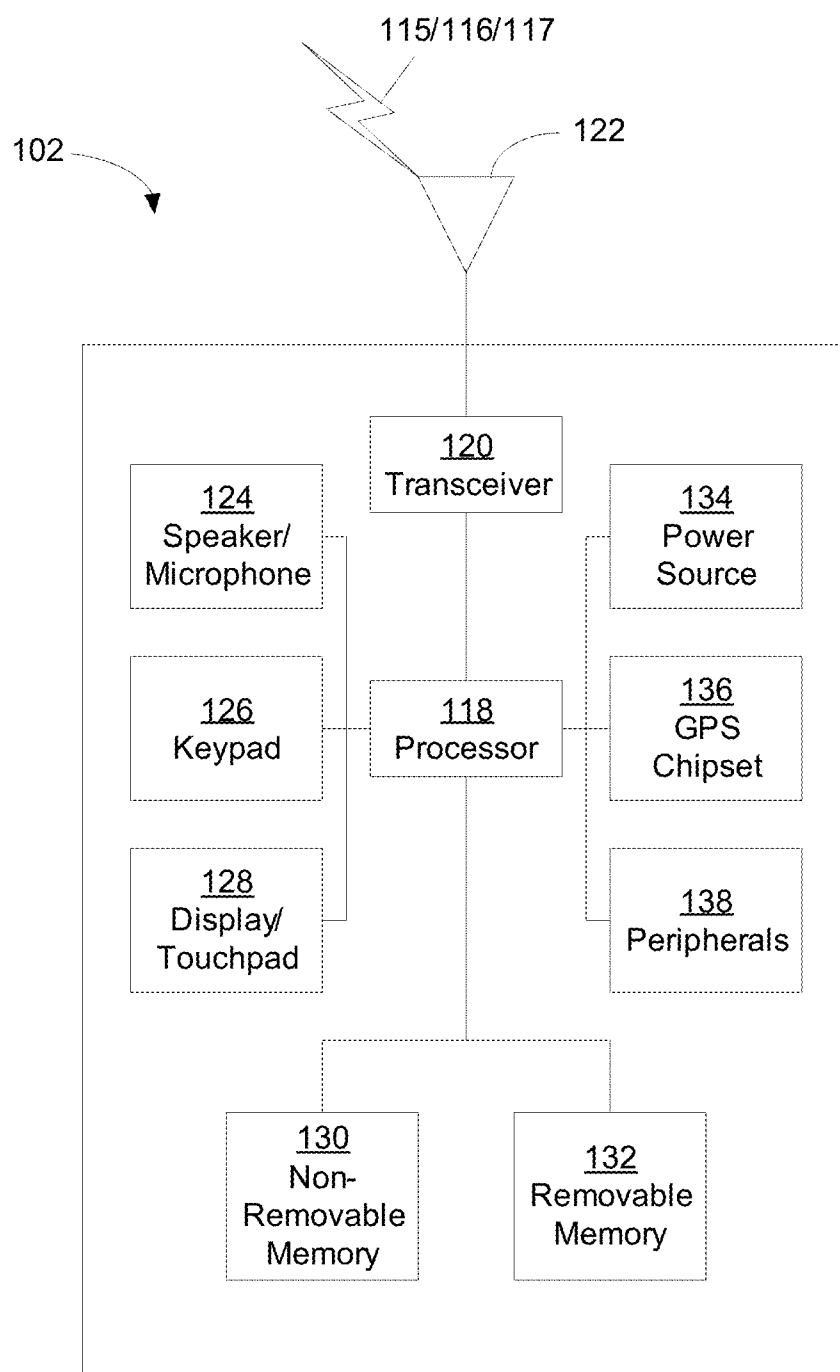 115/116/117
102
122
120
Transceiver
124
Speaker/
Microphone
134
Power
Source
126
Keypad
118
Processor
136
GPS
Chipset
128
Display/
Touchpad
138
Peripherals
130
Non-
Removable
Memory
132
Removable
Memory